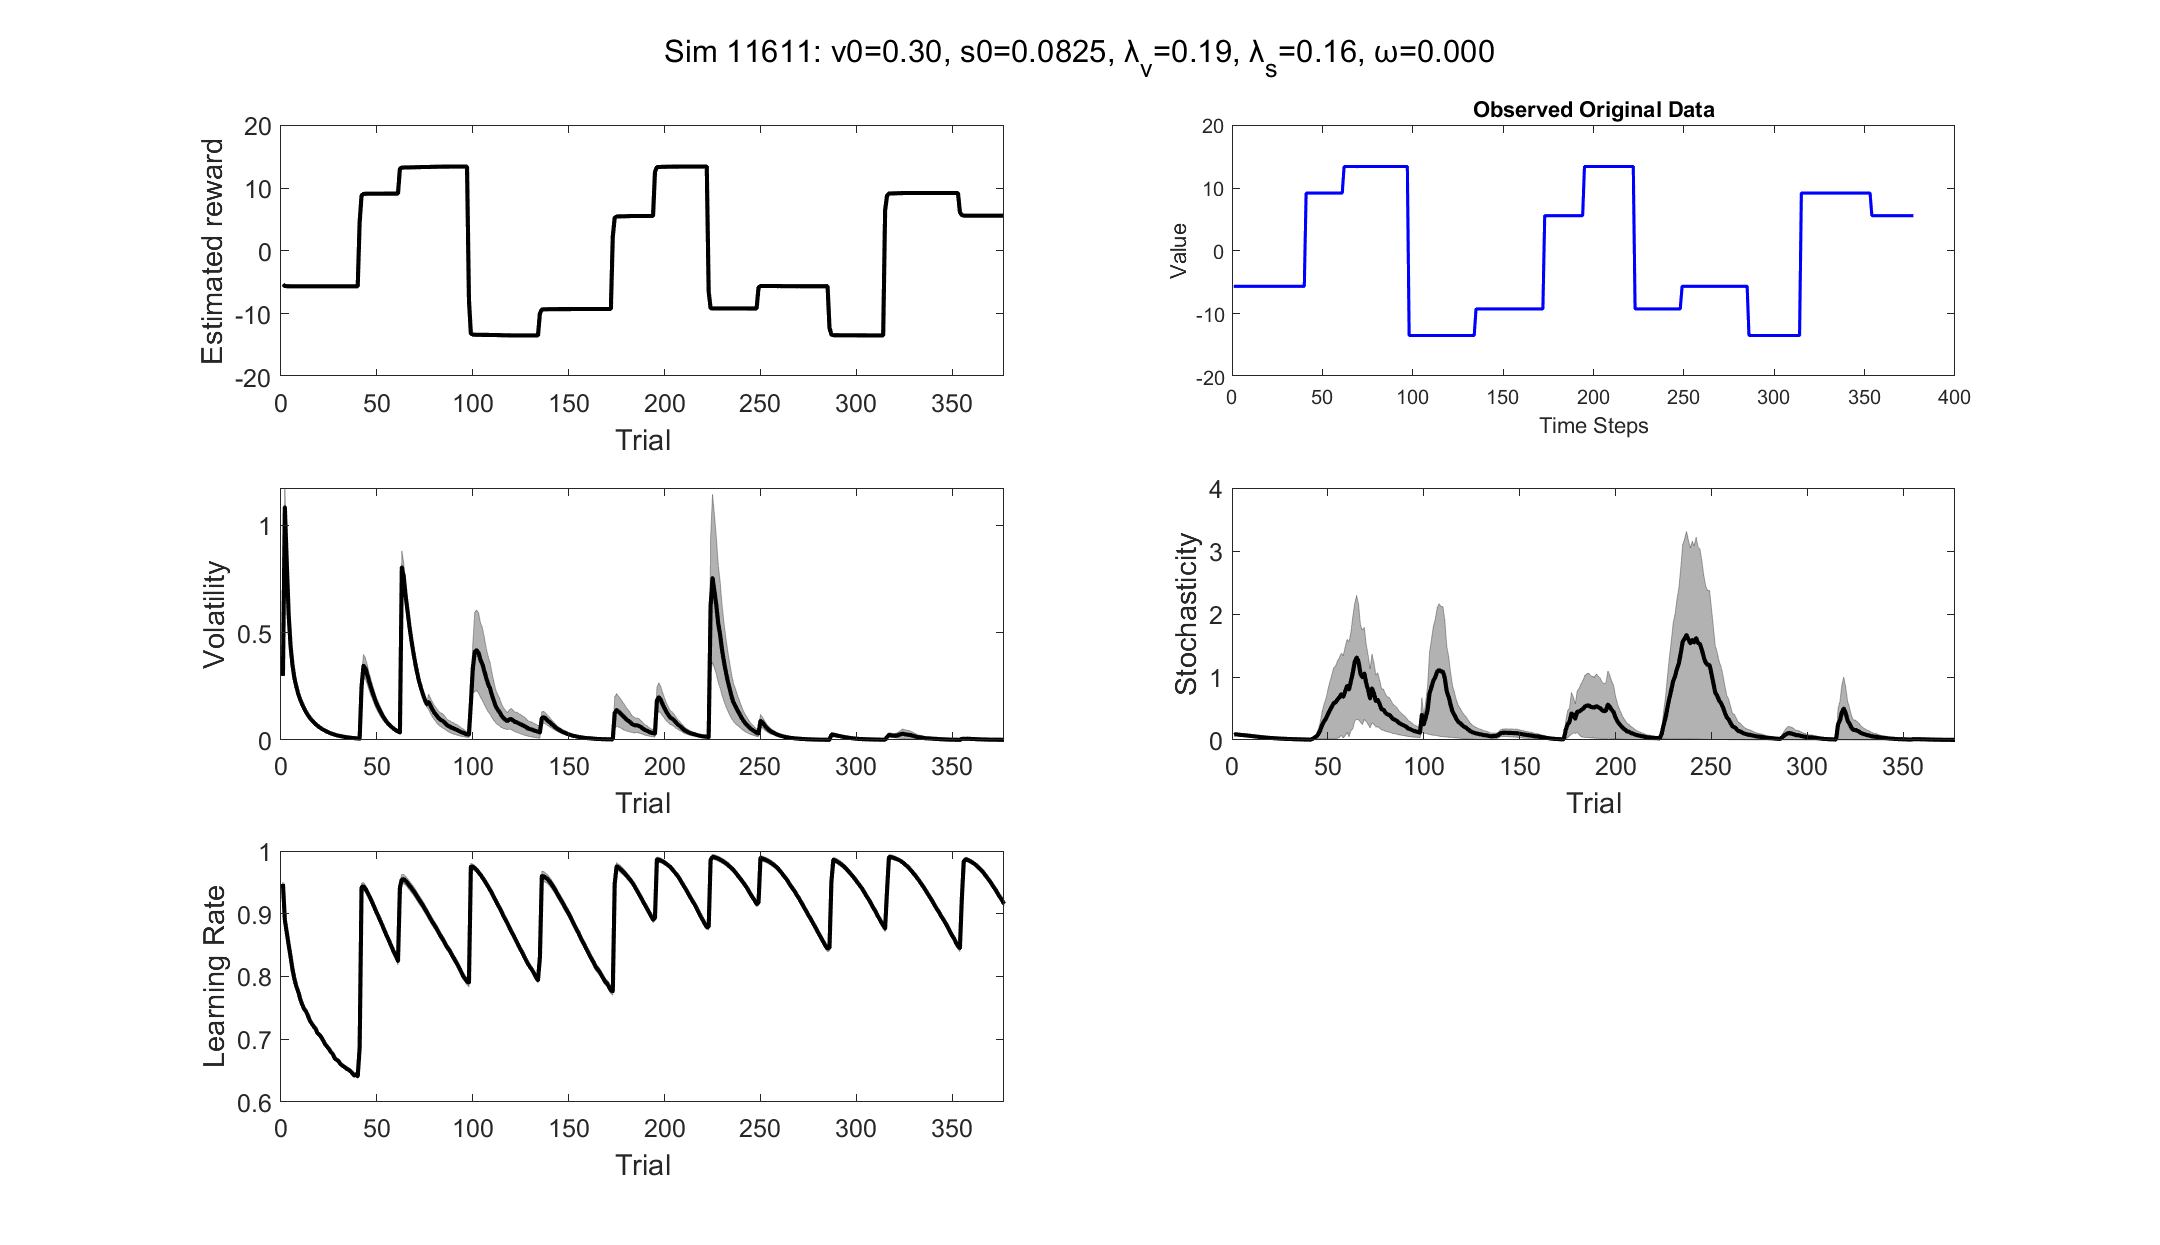 Sim 11611: v0=0.30, s0=0.0825, λv=0.19, λs=0.16, ω=0.000
20
10
0
-10
-20
Estimated reward
0 50 100 150 200 250 300 350
Trial
Observed Original Data
20
10
0
-10
-20
Value
0 50 100 150 200 250 300 350 400
Time Steps
1
0.5
0
Volatility
0 50 100 150 200 250 300 350
Trial
4
3
2
1
0
Stochasticity
0 50 100 150 200 250 300 350
Trial
1
0.9
0.8
0.7
0.6
Learning Rate
0 50 100 150 200 250 300 350
Trial